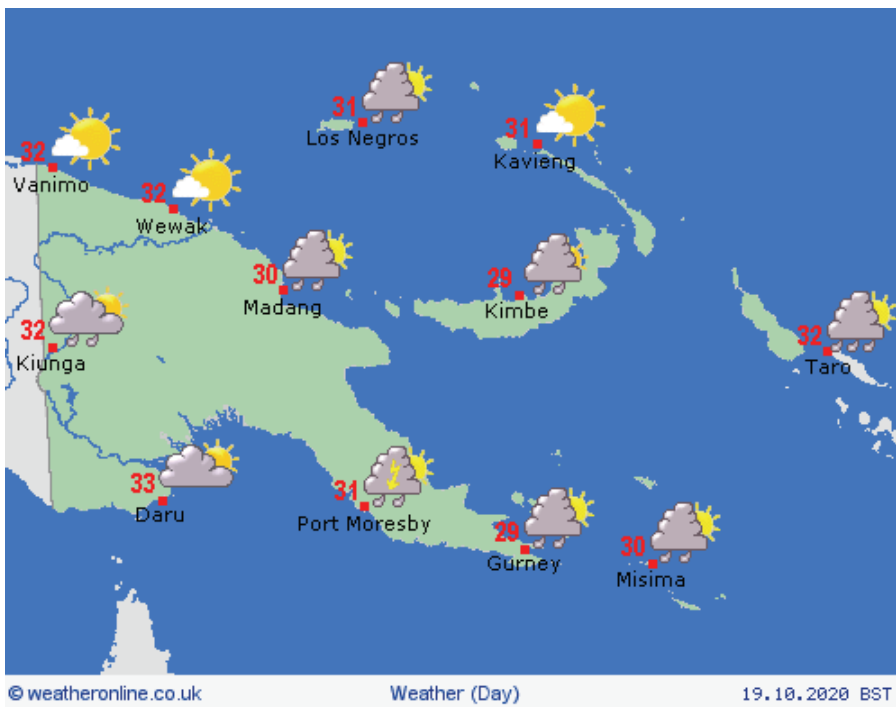 31
Los Negros
31
Kavieng
32
Vanimo
32
Wewak
30
Madang
29
Kimbe
32
Kiunga
32
Taro
33
Daru
31
Port Moresby
29
Gurney
30
Misima
© weatheronline.co.uk Weather (Day) 19.10.2020 BST